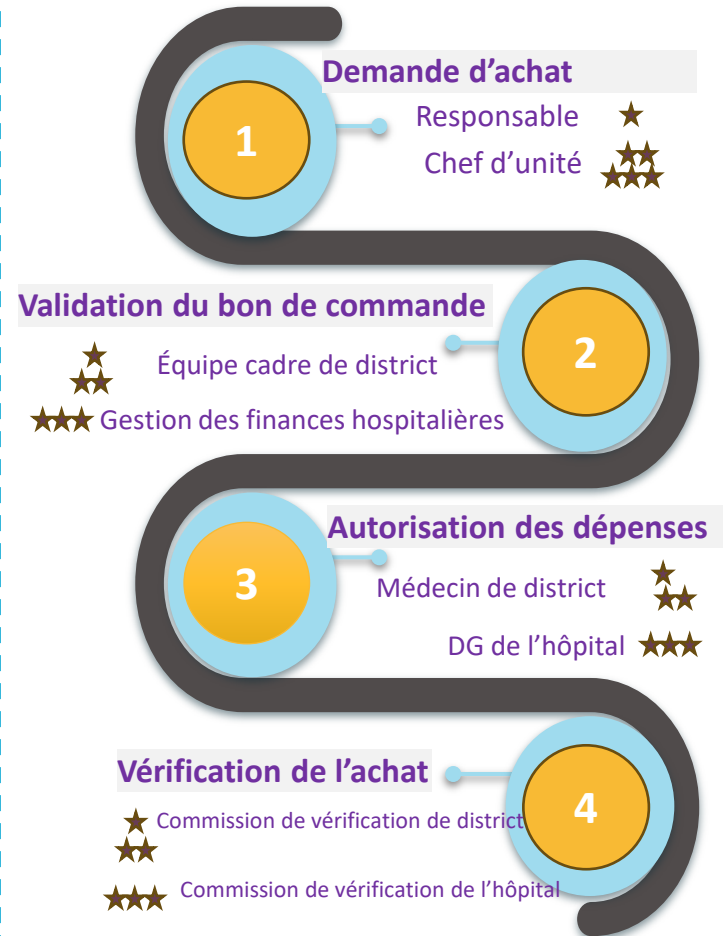 Demande d’achat
1
Responsable
Chef d’unité
Validation du bon de commande
2
Équipe cadre de district
Gestion des finances hospitalières
Autorisation des dépenses
3
Médecin de district
DG de l’hôpital
Vérification de l’achat
4
Commission de vérification de district
Commission de vérification de l’hôpital